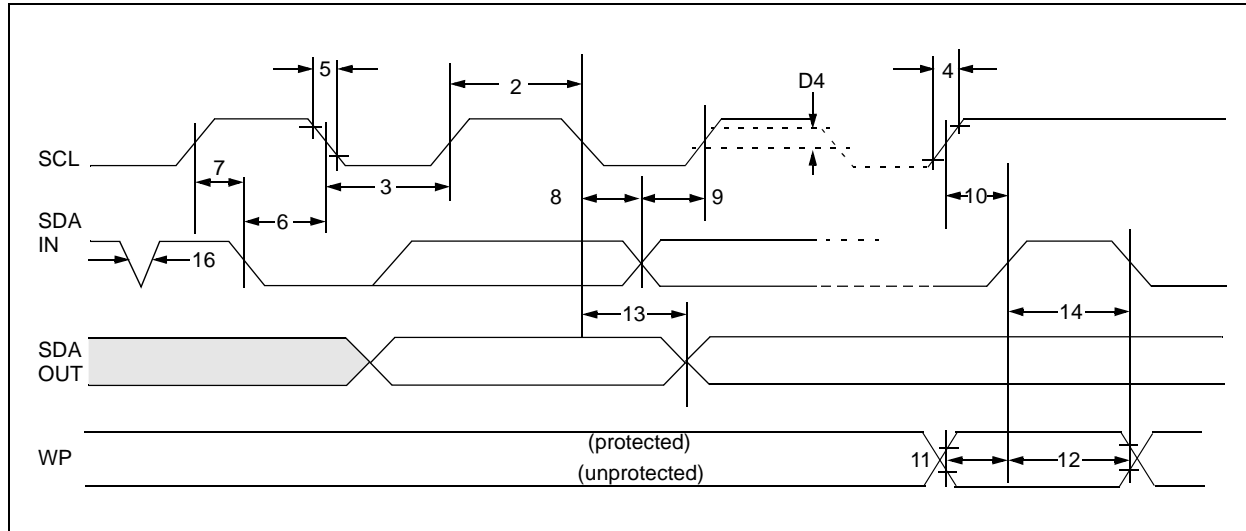 5
2
D4
4
SCL
7
3
8
9
10
6
SDA
IN
16
13
14
SDA
OUT
(protected)
WP
11
12
(unprotected)